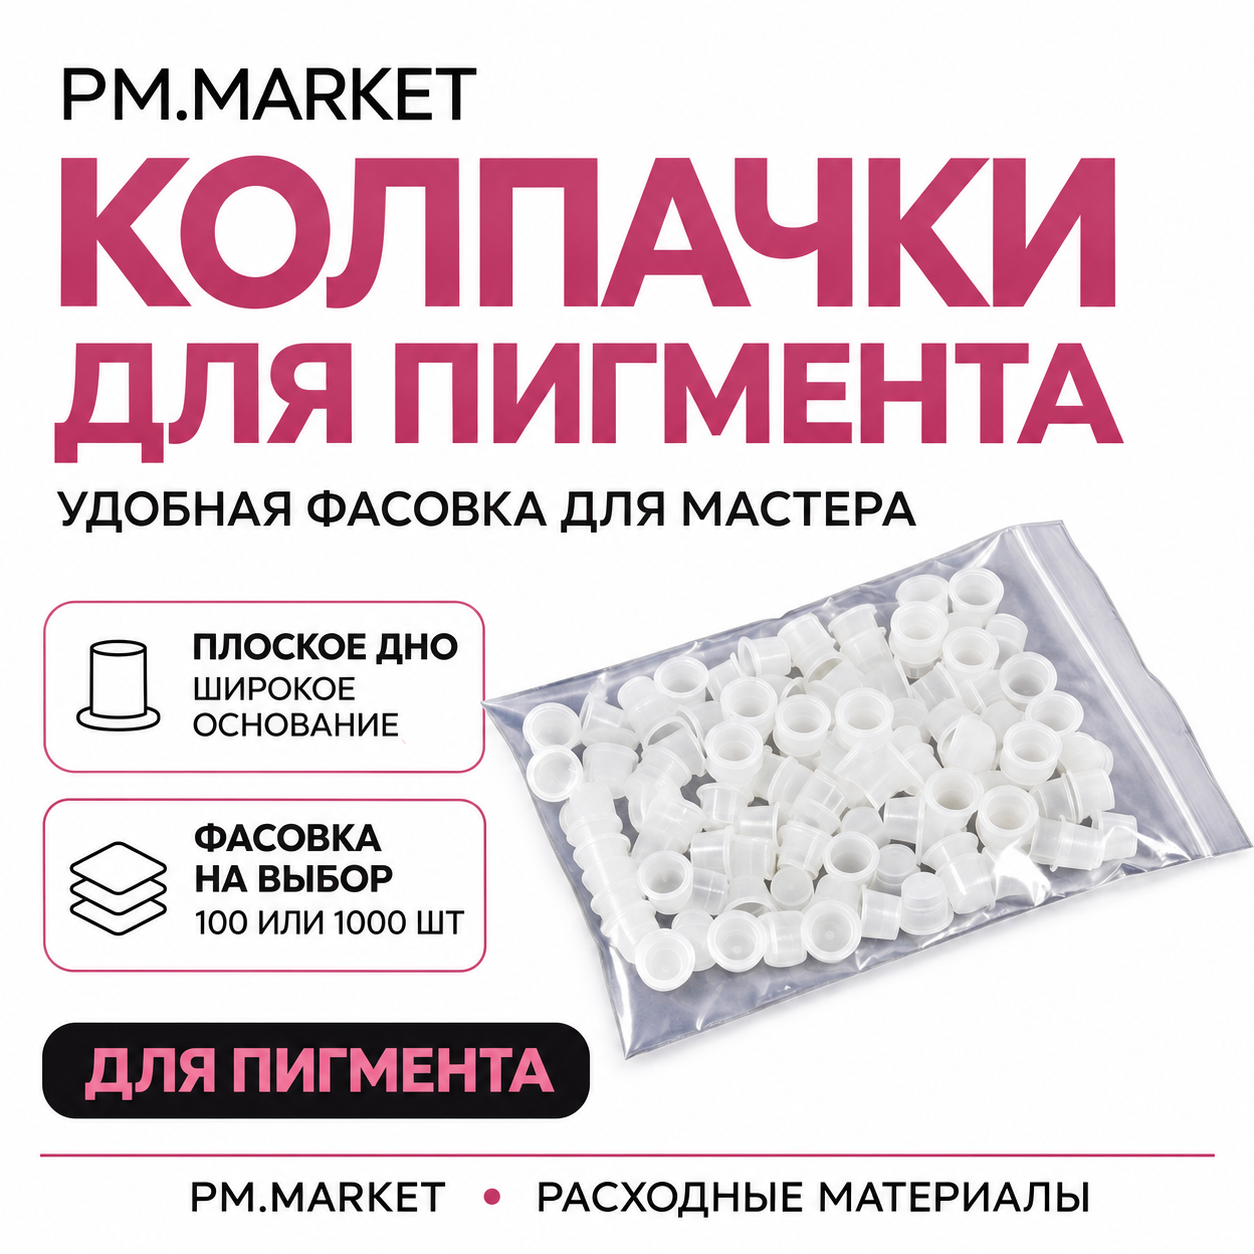 PM.MARKET
КОЛПАЧКИ
ДЛЯ ПИГМЕНТА
УДОБНАЯ ФАСОВКА ДЛЯ МАСТЕРА
ПЛОСКОЕ ДНО
ШИРОКОЕ
ОСНОВАНИЕ
ФАСОВКА
НА ВЫБОР
100 ИЛИ 1000 ШТ
ДЛЯ ПИГМЕНТА
PM.MARKET • РАСХОДНЫЕ МАТЕРИАЛЫ